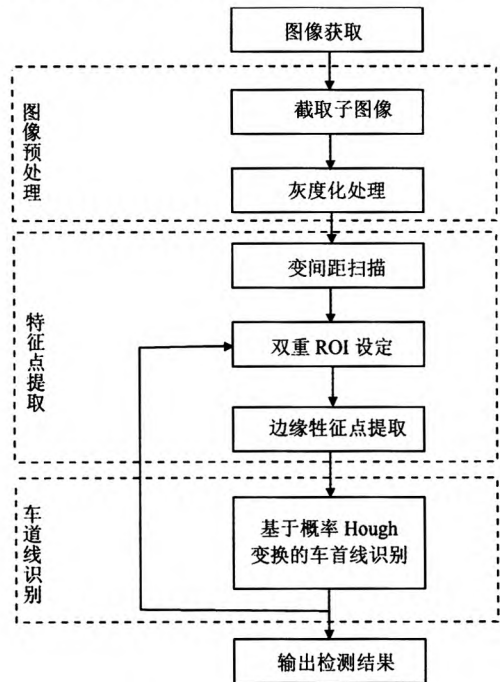 图像获取
图像预处理
截取子图像
灰度化处理
特征点提取
变间距扫描
双重 ROI 设定
边缘牲征点提取
车道线识别
基于概率 Hough
变换的车首线识别
输出检测结果